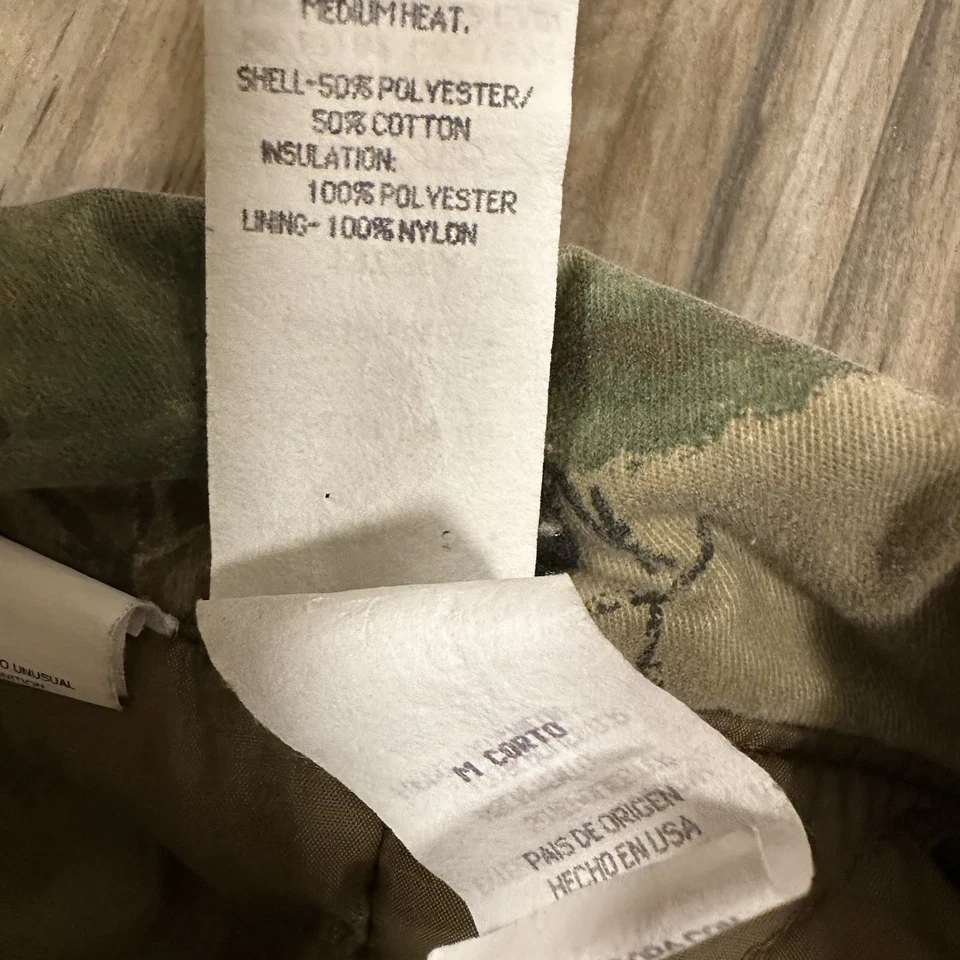 MEDIUM HEAT.
SHELL-50% POLYESTER/
50% COTTON
INSULATION:
100% POLYESTER
LINING- 100% NYLON
O UNUSUAL
M CORTO
PAIS DE ORIGEN
HECHO EN USA